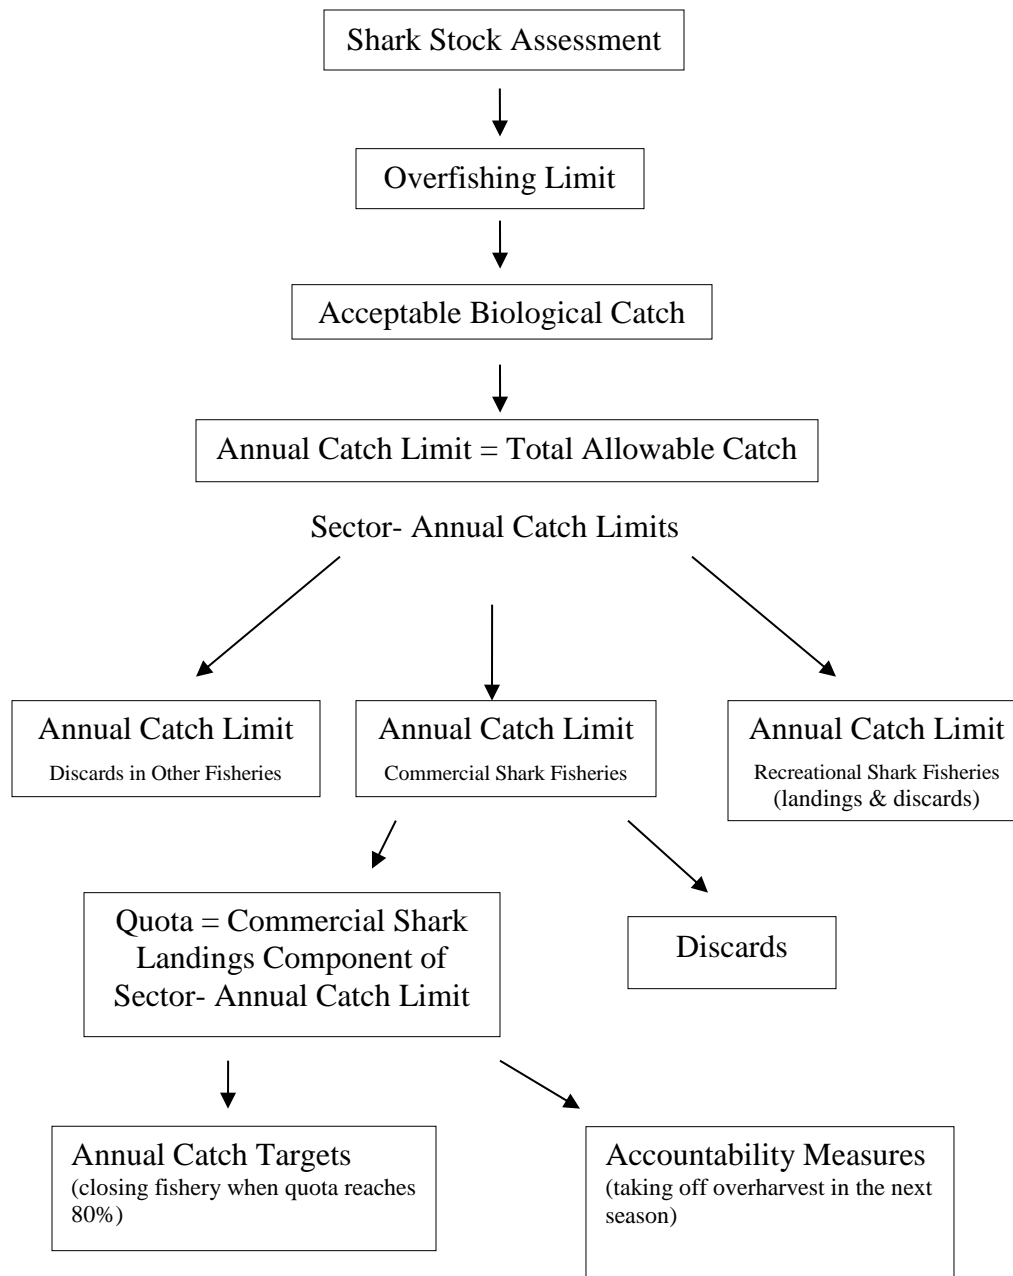 Shark Stock Assessment
Overfishing Limit
Acceptable Biological Catch
Annual Catch Limit = Total Allowable Catch
Sector- Annual Catch Limits
Annual Catch Limit
Discards in Other Fisheries
Annual Catch Limit
Commercial Shark Fisheries
Annual Catch Limit
Recreational Shark Fisheries
(landings & discards)
Quota = Commercial Shark
Landings Component of
Sector- Annual Catch Limit
Discards
Annual Catch Targets
(closing fishery when quota reaches
80%)
Accountability Measures
(taking off overharvest in the next
season)